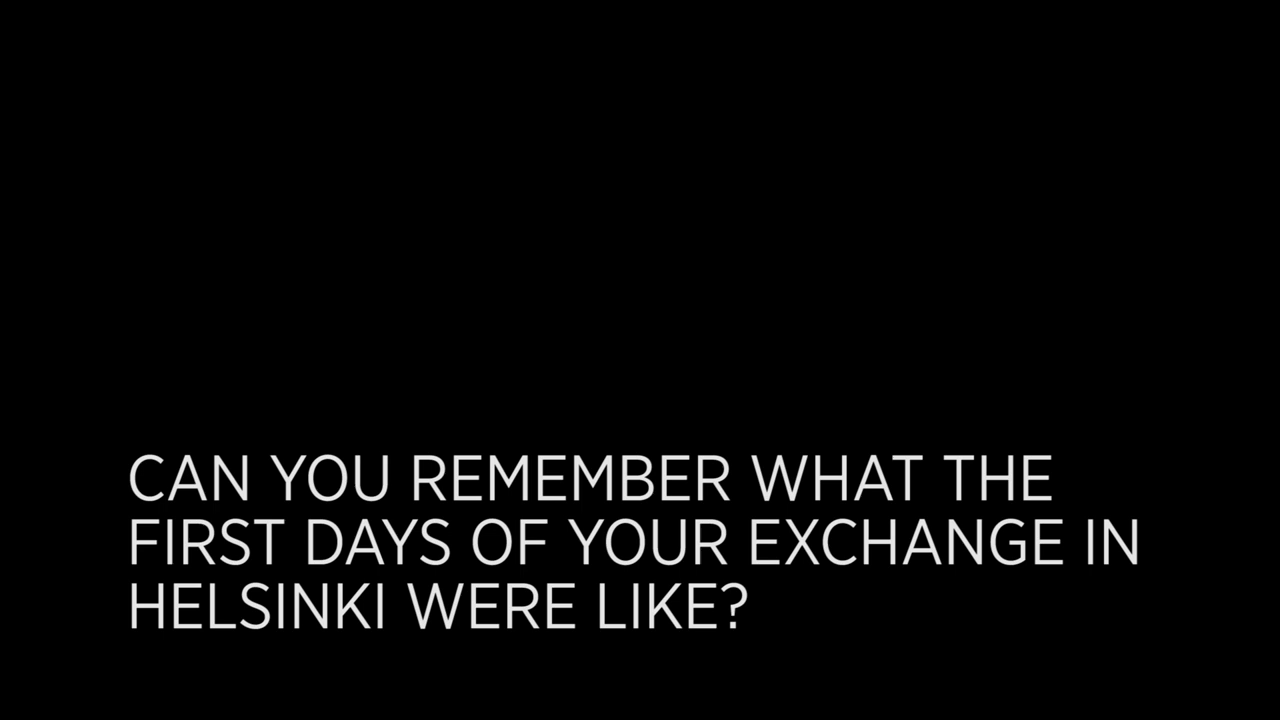 CAN YOU REMEMBER WHAT THE
FIRST DAYS OF YOUR EXCHANGE IN
HELSINKI WERE LIKE?